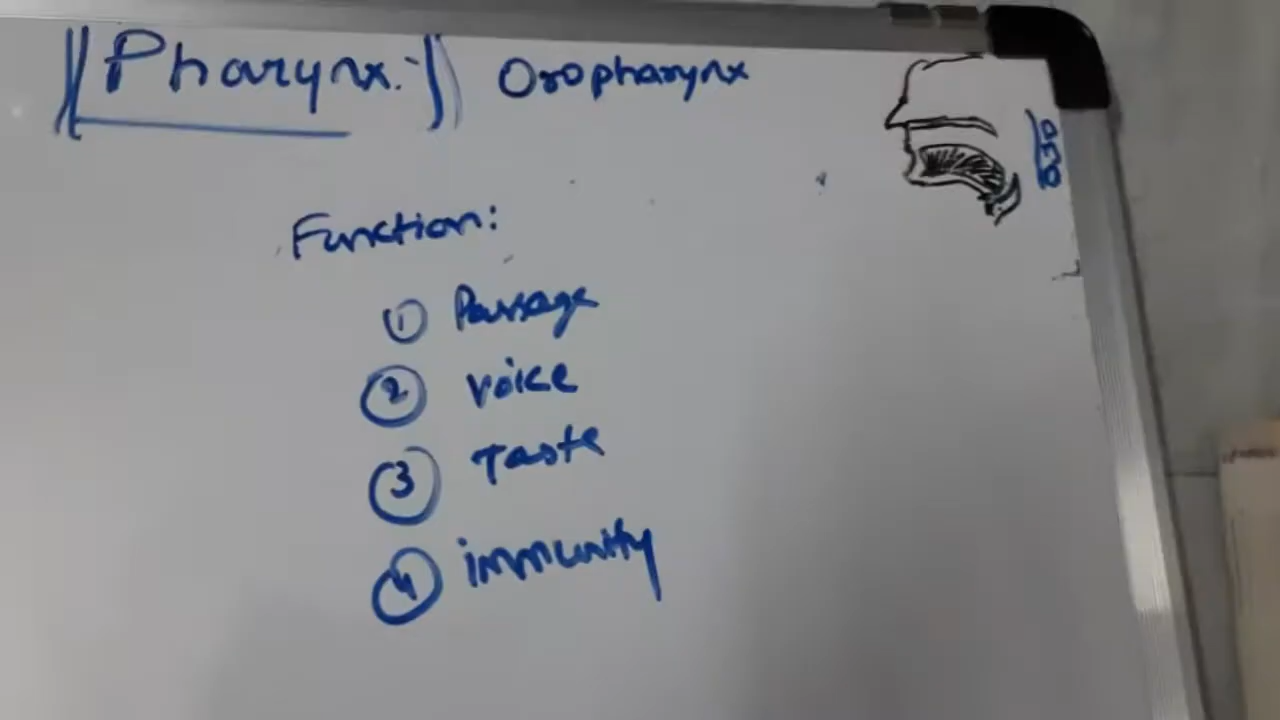 Pharynx. Oropharynx
Function:
① Passage
② voice
③ Taste
④ immunity